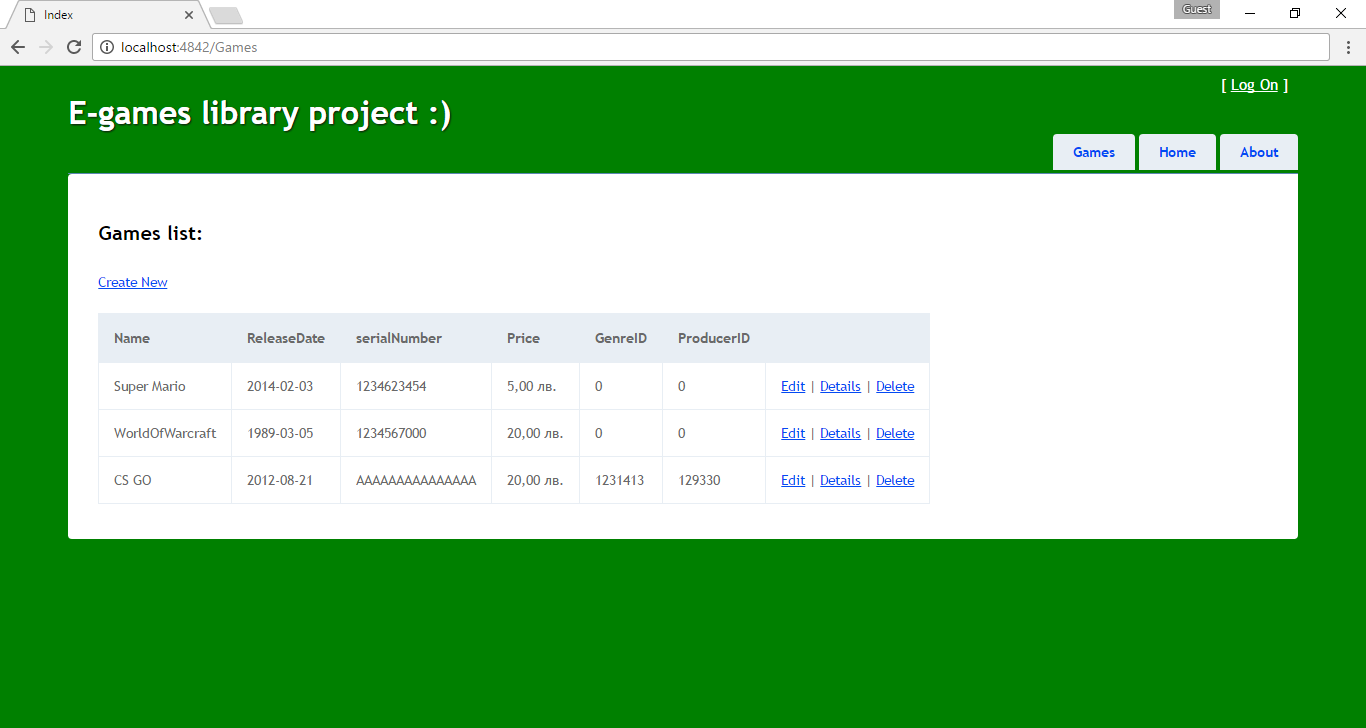 Index
Guest
localhost:4842/Games
[ Log On ]
E-games library project :)
Games Home About
Games list:
Create New
Name ReleaseDate serialNumber Price GenreID ProducerID
Super Mario 2014-02-03 1234623454 5,00 лв. 0 0 Edit | Details | Delete
WorldOfWarcraft 1989-03-05 1234567000 20,00 лв. 0 0 Edit | Details | Delete
CS GO 2012-08-21 AAAAAAAAAAAAAAA 20,00 лв. 1231413 129330 Edit | Details | Delete